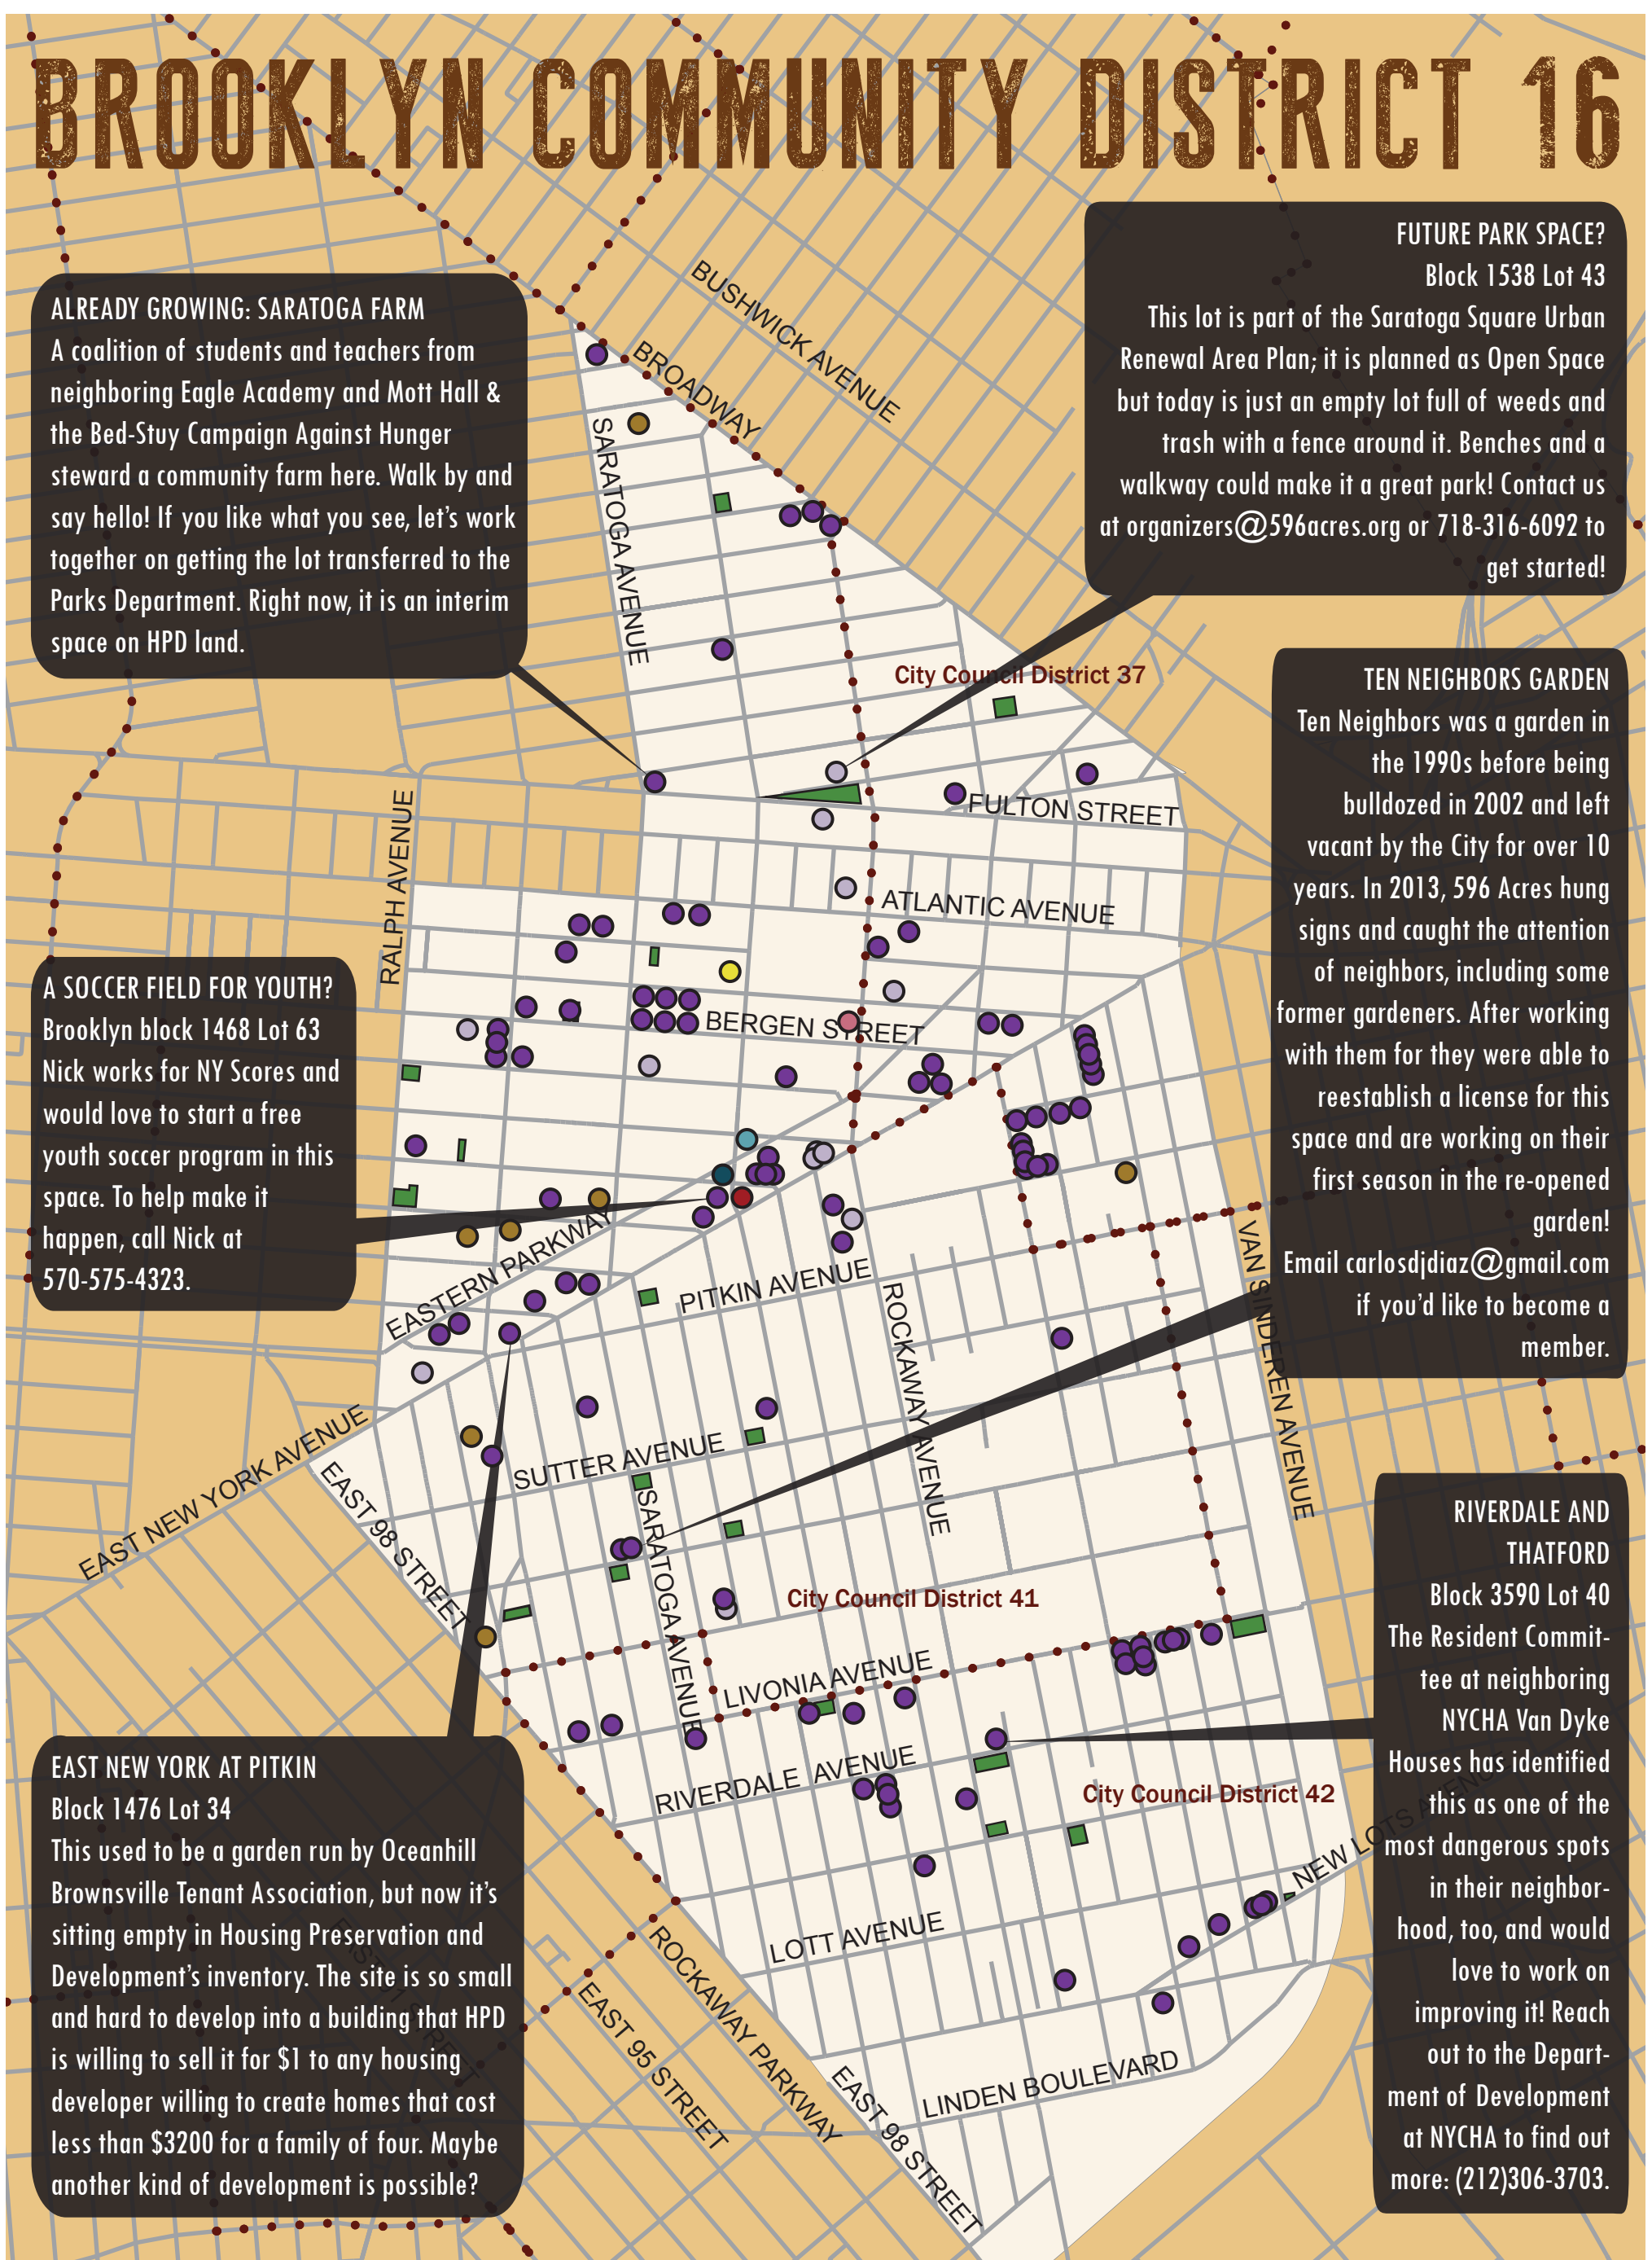 BROOKLYN COMMUNITY DISTRICT 16
FUTURE PARK SPACE?
Block 1538 Lot 43
This lot is part of the Saratoga Square Urban
Renewal Area Plan; it is planned as Open Space
but today is just an empty lot full of weeds and
trash with a fence around it. Benches and a
walkway could make it a great park! Contact us
at organizers@596acres.org or 718-316-6092 to
get started!
ALREADY GROWING: SARATOGA FARM
A coalition of students and teachers from
neighboring Eagle Academy and Mott Hall &
the Bed-Stuy Campaign Against Hunger
steward a community farm here. Walk by and
say hello! If you like what you see, let's work
together on getting the lot transferred to the
Parks Department. Right now, it is an interim
space on HPD land.
BUSHWICK AVENUE
BROADWAY
SARATOGA AVENUE
City Council District 37
TEN NEIGHBORS GARDEN
Ten Neighbors was a garden in
the 1990s before being
bulldozed in 2002 and left
vacant by the City for over 10
years. In 2013, 596 Acres hung
signs and caught the attention
of neighbors, including some
former gardeners. After working
with them for they were able to
reestablish a license for this
space and are working on their
first season in the re-opened
garden!
Email carlosdjdiaz@gmail.com
if you'd like to become a
member.
FULTON STREET
RALPH AVENUE
ATLANTIC AVENUE
BERGEN STREET
A SOCCER FIELD FOR YOUTH?
Brooklyn block 1468 Lot 63
Nick works for NY Scores and
would love to start a free
youth soccer program in this
space. To help make it
happen, call Nick at
570-575-4323.
EASTERN PARKWAY
PITKIN AVENUE
ROCKAWAY AVENUE
VAN SINDEREN AVENUE
EAST NEW YORK AVENUE
SUTTER AVENUE
EAST 98 STREET
SARATOGA AVENUE
City Council District 41
LIVONIA AVENUE
RIVERDALE AVENUE
City Council District 42
NEW LOTS AVENUE
RIVERDALE AND
THATFORD
Block 3590 Lot 40
The Resident Commit-
tee at neighboring
NYCHA Van Dyke
Houses has identified
this as one of the
most dangerous spots
in their neighbor-
hood, too, and would
love to work on
improving it! Reach
out to the Depart-
ment of Development
at NYCHA to find out
more: (212)306-3703.
EAST NEW YORK AT PITKIN
Block 1476 Lot 34
This used to be a garden run by Oceanhill
Brownsville Tenant Association, but now it's
sitting empty in Housing Preservation and
Development's inventory. The site is so small
and hard to develop into a building that HPD
is willing to sell it for $1 to any housing
developer willing to create homes that cost
less than $3200 for a family of four. Maybe
another kind of development is possible?
LOTT AVENUE
ROCKAWAY PARKWAY
EAST 95 STREET
EAST 98 STREET
LINDEN BOULEVARD